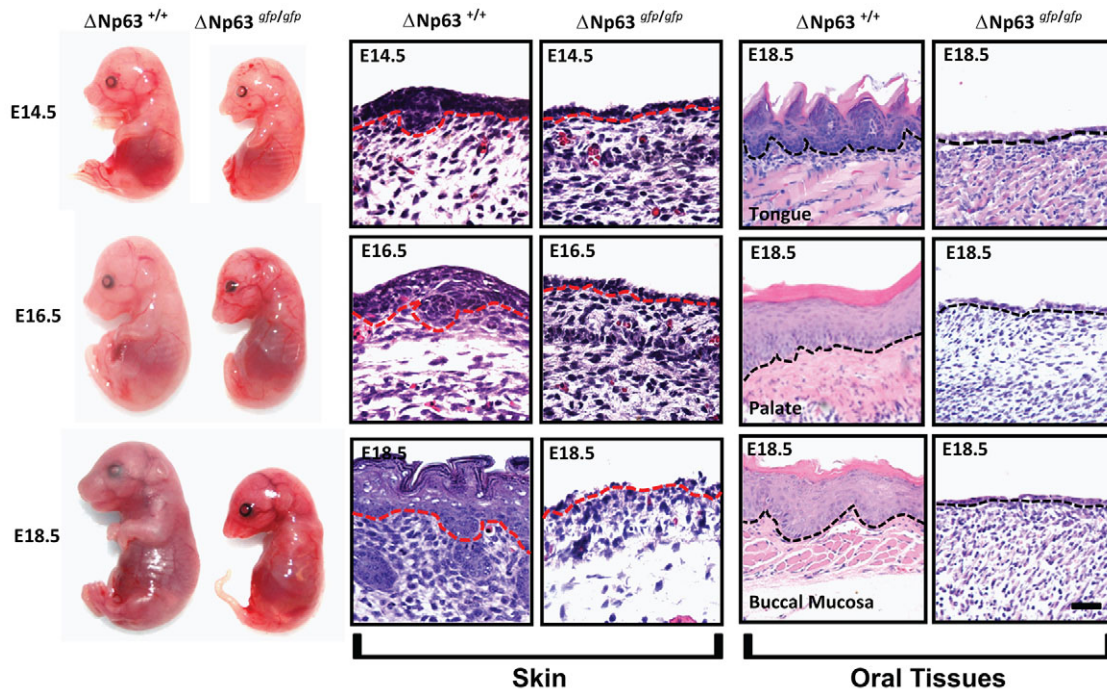 ΔNp63 +/+ ΔNp63 gfp/gfp ΔNp63 +/+ ΔNp63 gfp/gfp ΔNp63 +/+ ΔNp63 gfp/gfp
E14.5 E14.5 E14.5 E18.5 E18.5
Tongue
E16.5 E16.5 E16.5 E18.5 E18.5
Palate
E18.5 E18.5 E18.5 E18.5 E18.5
Buccal Mucosa
Skin Oral Tissues